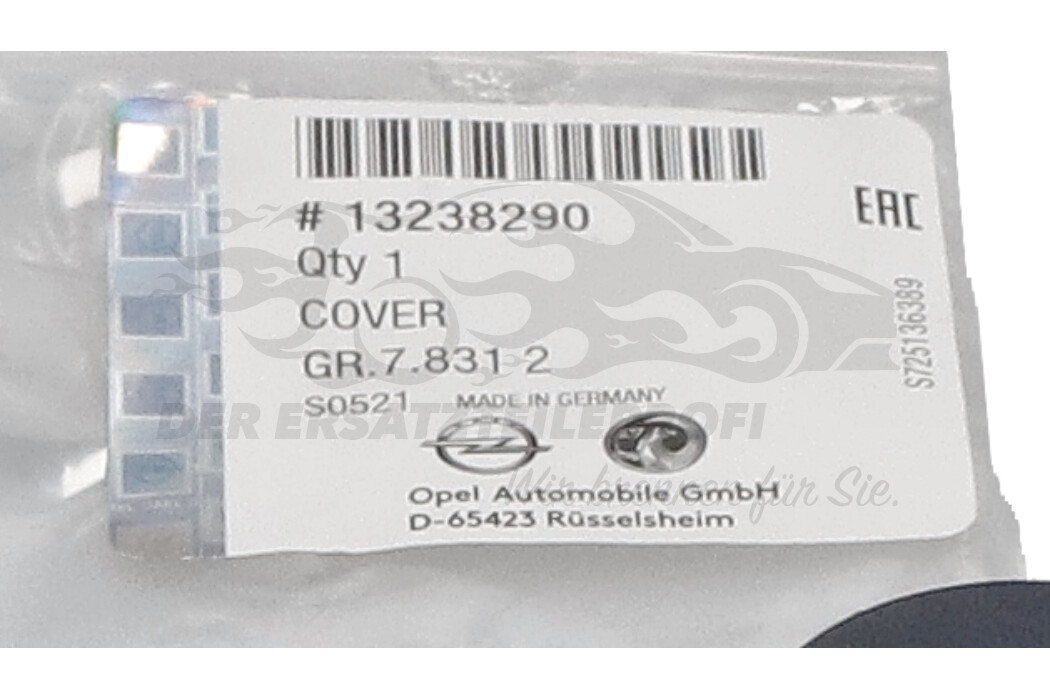 # 13238290
Qty 1
COVER
GR.7.831 2
S0521 MADE IN GERMANY
Opel Automobile GmbH
D-65423 Rüsselsheim
EAC
S725136389
DER ERSATZTEILEPROFI
Wir brennen für Sie.